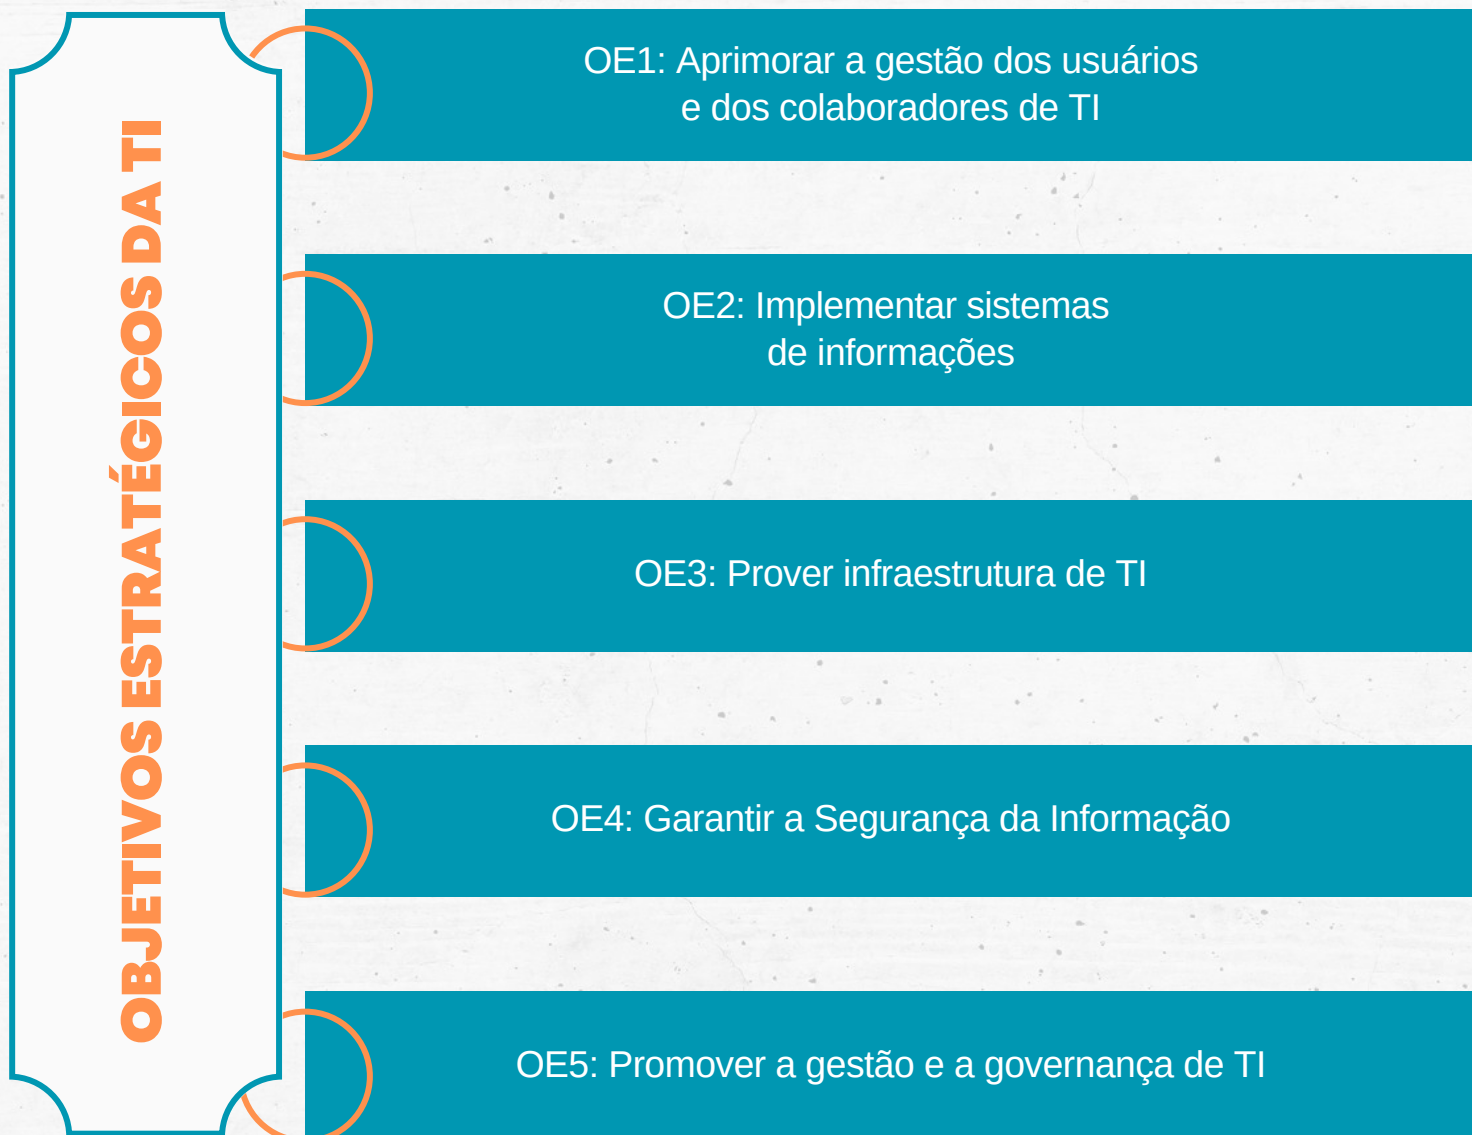 OBJETIVOS ESTRATÉGICOS DA TI
OE1: Aprimorar a gestão dos usuários
e dos colaboradores de TI
OE2: Implementar sistemas
de informações
OE3: Prover infraestrutura de TI
OE4: Garantir a Segurança da Informação
OE5: Promover a gestão e a governança de TI